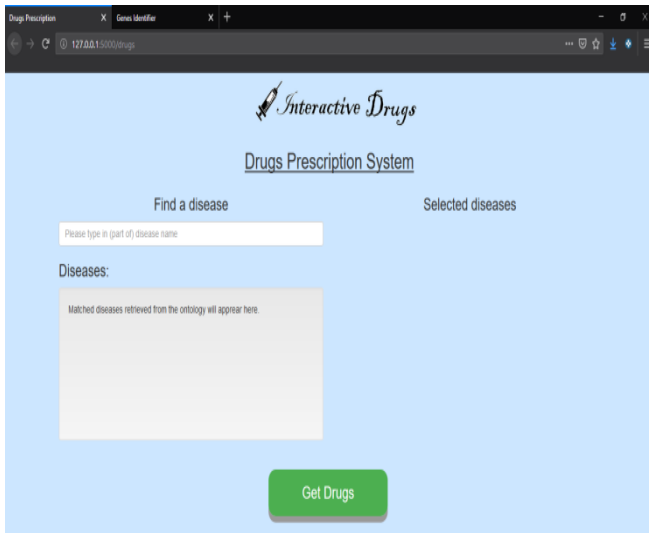 Drugs Prescription X Genes Identifier X +
127.0.0.1:5000/drugs
Interactive Drugs
Drugs Prescription System
Find a disease
Selected diseases
Please type in (part of) disease name
Diseases:
Matched diseases retrieved from the ontology will apprear here.
Get Drugs